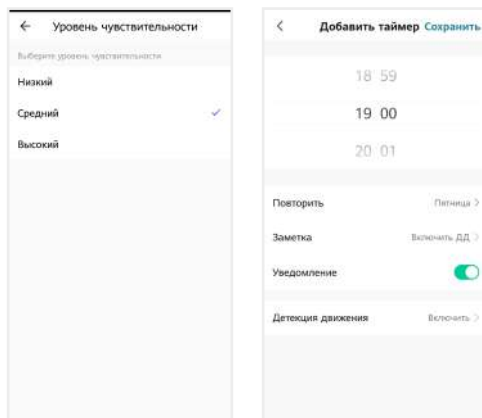 Уровень чувствительности
Выберите уровень чувствительности
Низкий
Средний
Высокий
Добавить таймер Сохранить
18 59
19 00
20 01
Повторить Пятница
Заметка Включить ДД
Уведомление
Детекция движения Включить